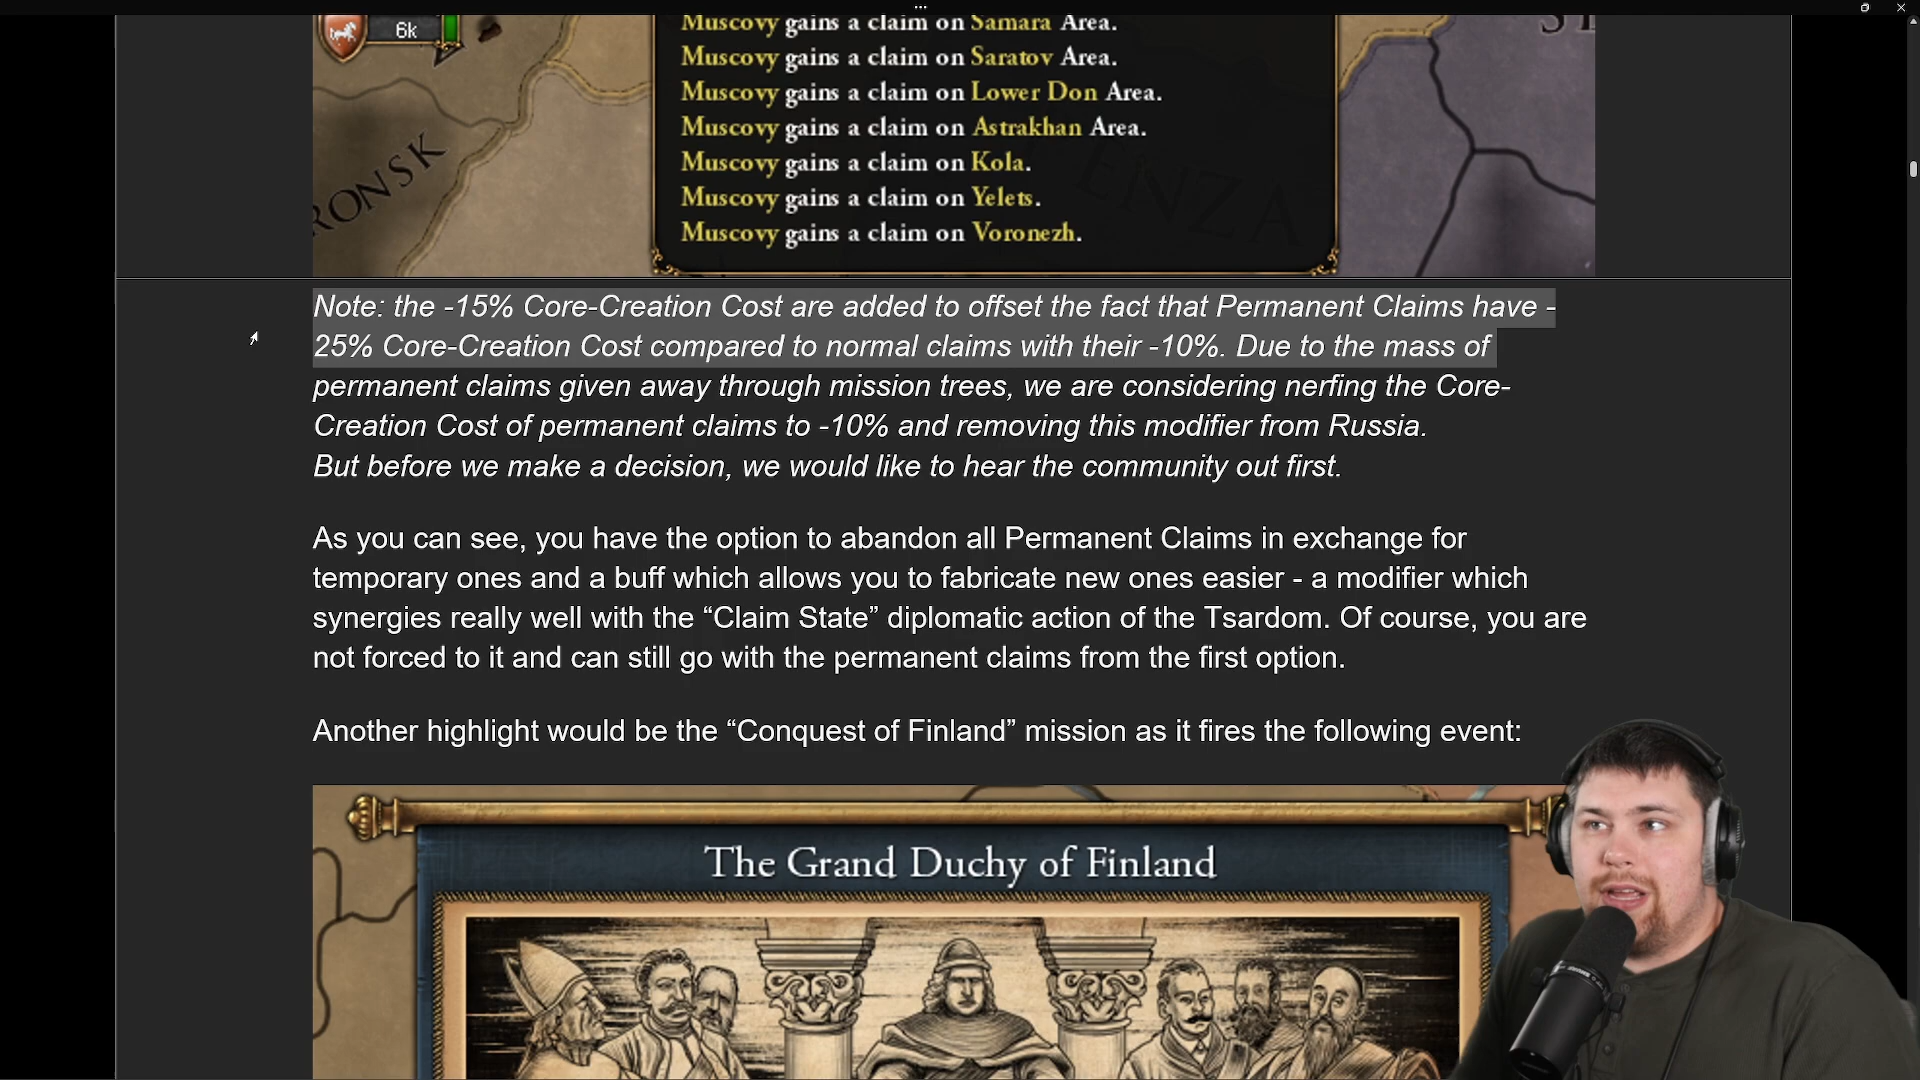 6k
Muscovy gains a claim on Samara Area.
Muscovy gains a claim on Saratov Area.
Muscovy gains a claim on Lower Don Area.
Muscovy gains a claim on Astrakhan Area.
Muscovy gains a claim on Kola.
Muscovy gains a claim on Yelets.
Muscovy gains a claim on Voronezh.
RONSK
ENZA
Note: the -15% Core-Creation Cost are added to offset the fact that Permanent Claims have -
25% Core-Creation Cost compared to normal claims with their -10%. Due to the mass of
permanent claims given away through mission trees, we are considering nerfing the Core-
Creation Cost of permanent claims to -10% and removing this modifier from Russia.
But before we make a decision, we would like to hear the community out first.
As you can see, you have the option to abandon all Permanent Claims in exchange for
temporary ones and a buff which allows you to fabricate new ones easier - a modifier which
synergies really well with the “Claim State” diplomatic action of the Tsardom. Of course, you are
not forced to it and can still go with the permanent claims from the first option.
Another highlight would be the “Conquest of Finland” mission as it fires the following event:
The Grand Duchy of Finland